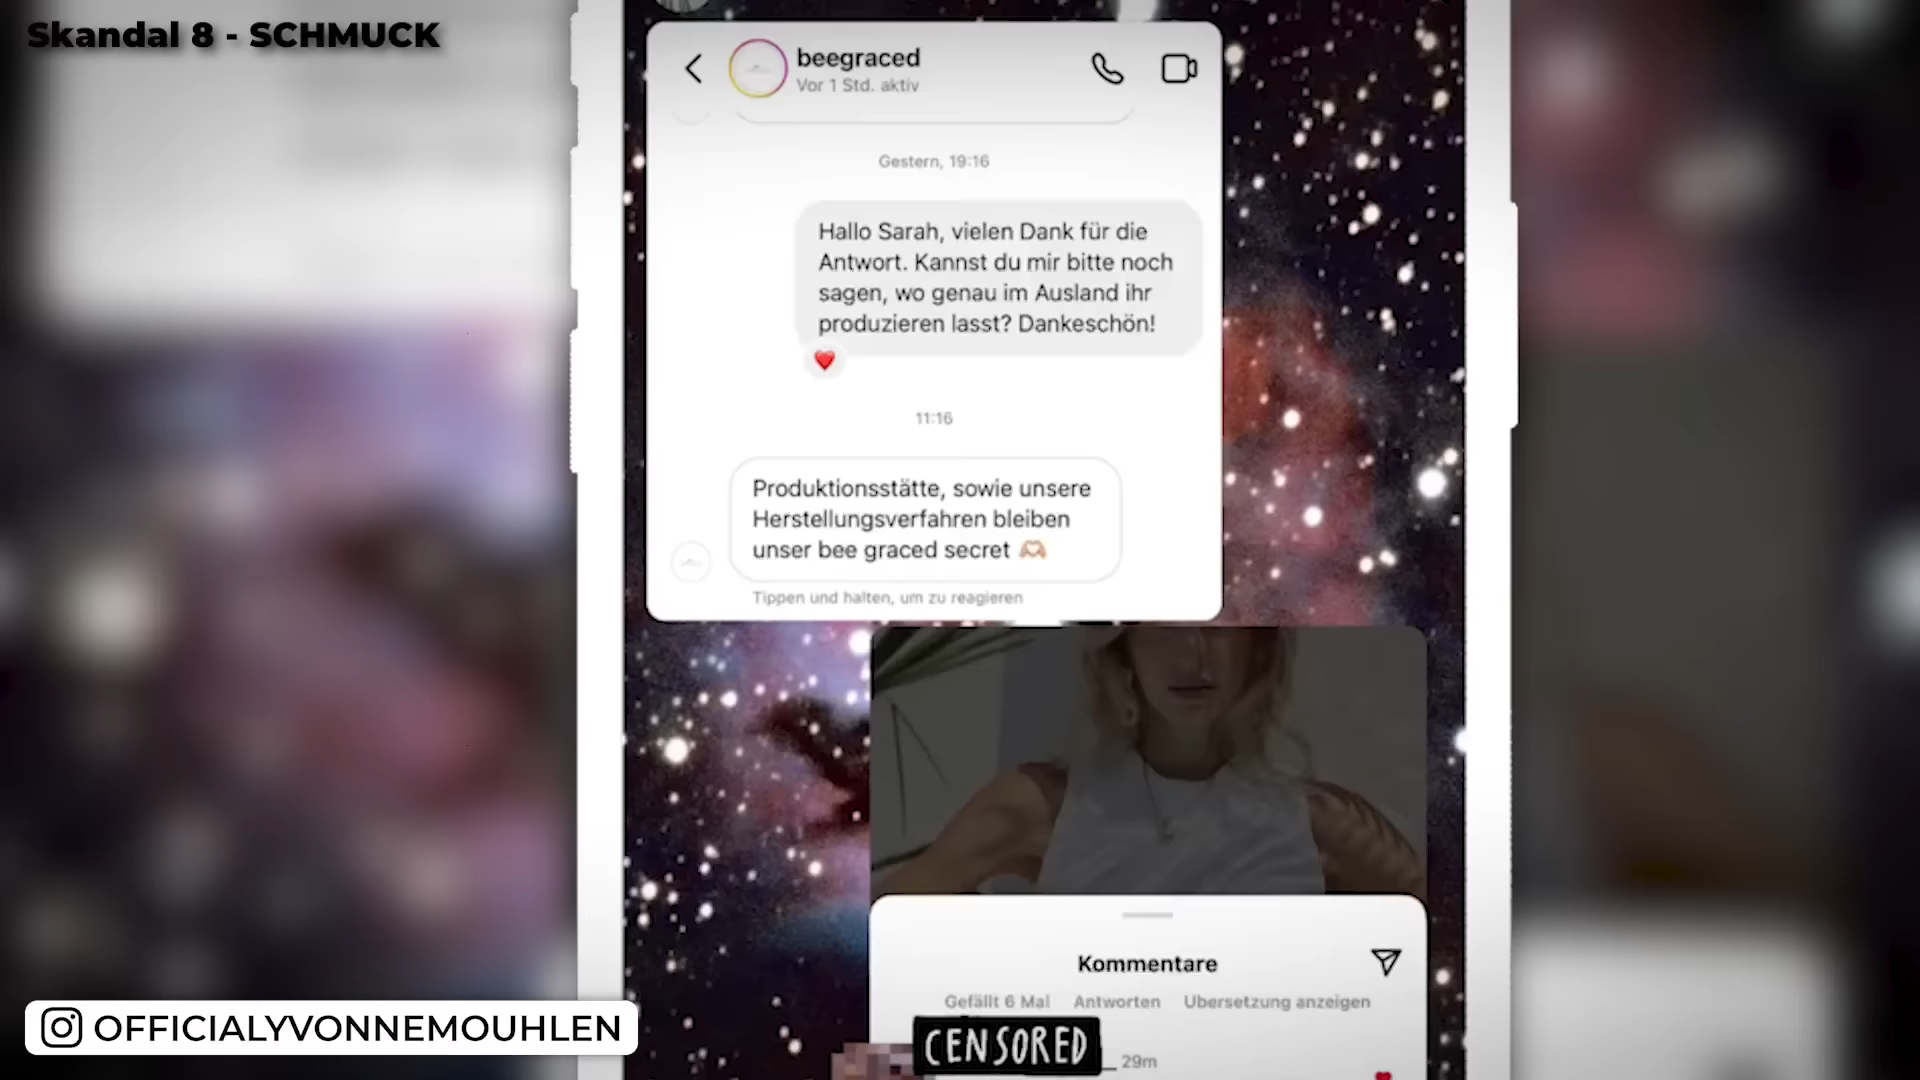 Skandal 8 - SCHMUCK
beegraced
Vor 1 Std. aktiv
Gestern, 19:16
Hallo Sarah, vielen Dank für die
Antwort. Kannst du mir bitte noch
sagen, wo genau im Ausland ihr
produzieren lasst? Dankeschön!
11:16
Produktionsstätte, sowie unsere
Herstellungsverfahren bleiben
unser bee graced secret 🫶🏼
Tippen und halten, um zu reagieren
Kommentare
Gefällt 6 Mal Antworten Übersetzung anzeigen
CENSORED 29m
OFFICIALYVONNEMOUHLEN